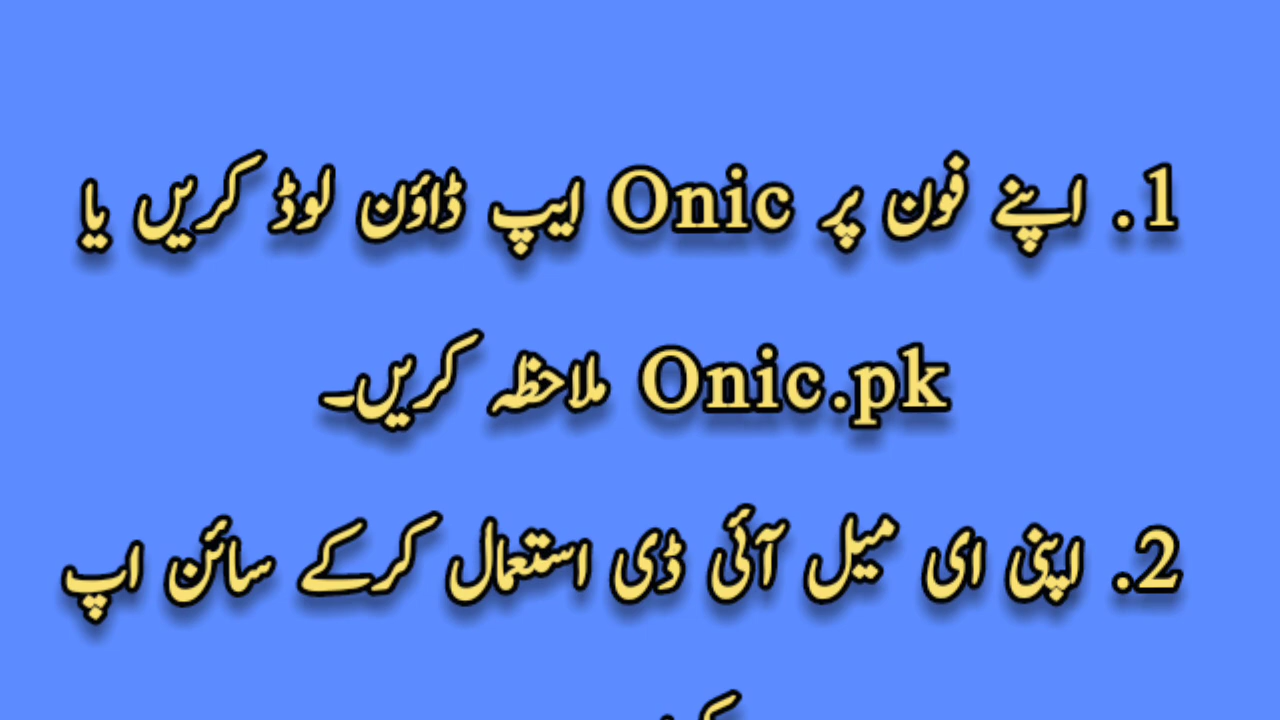 1. اپنے فون پر Onic ایپ ڈاؤن لوڈ کریں یا
Onic.pk ملاحظہ کریں۔
2. اپنی ای میل آئی ڈی استعمال کرکے سائن اپ